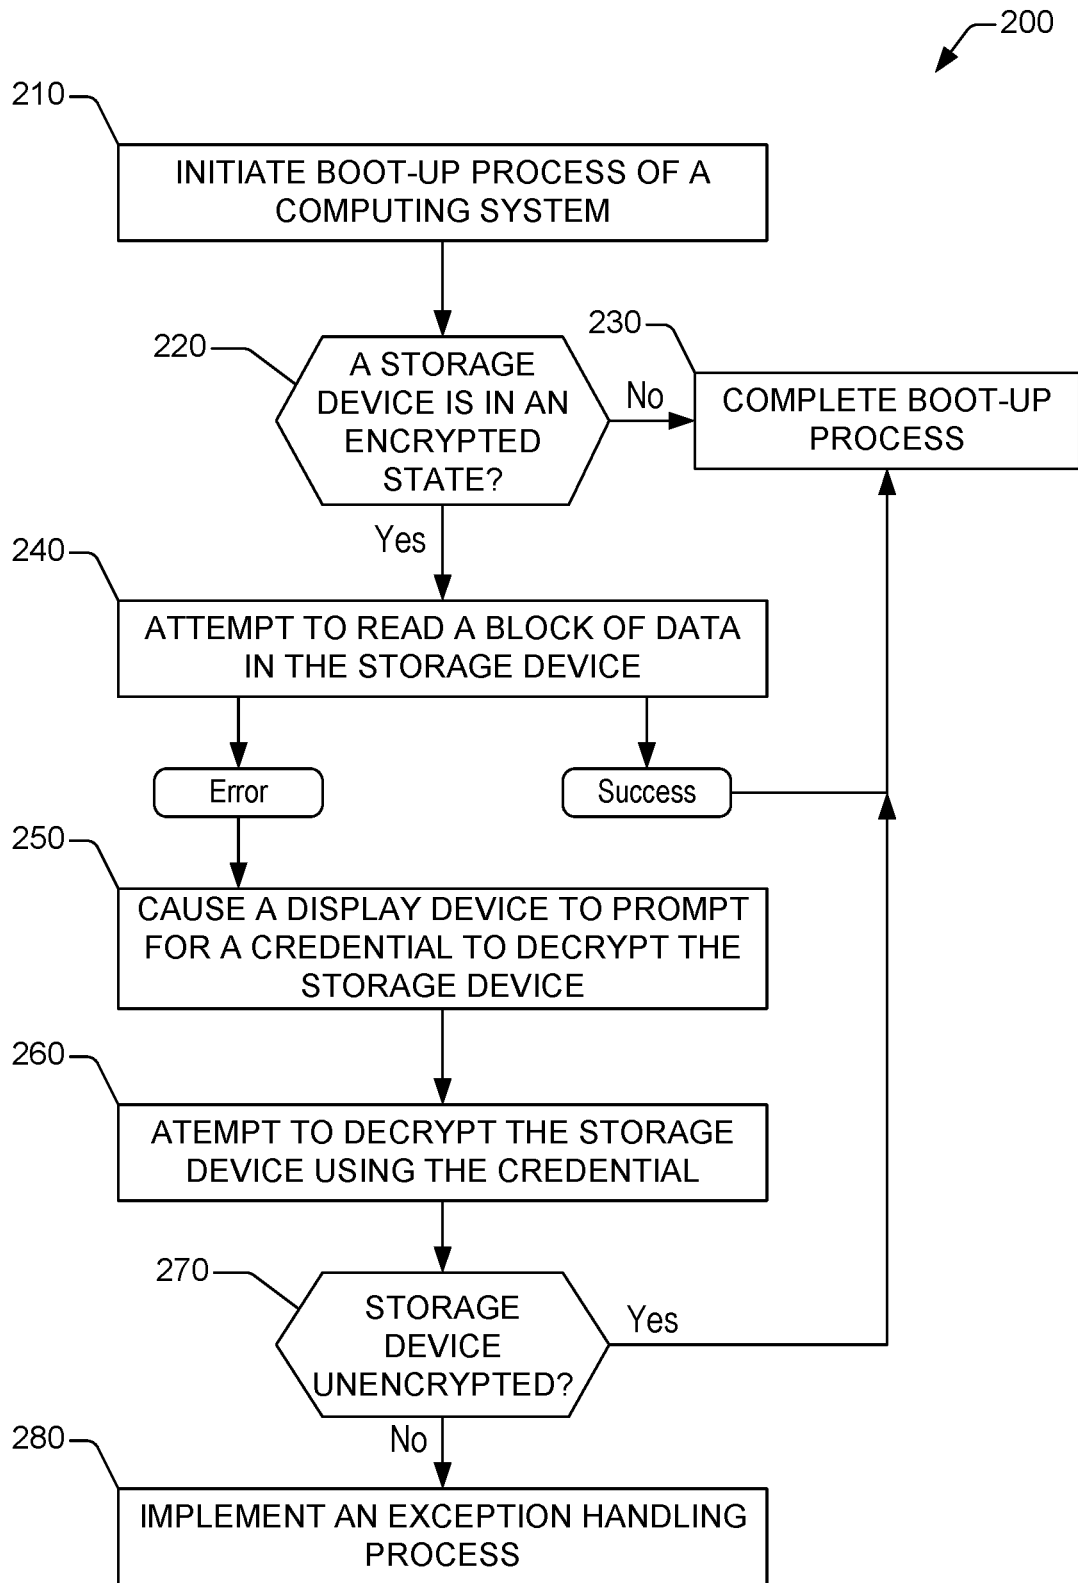 200
210
INITIATE BOOT-UP PROCESS OF A
COMPUTING SYSTEM
220
A STORAGE
DEVICE IS IN AN
ENCRYPTED
STATE?
No
230
COMPLETE BOOT-UP
PROCESS
Yes
240
ATTEMPT TO READ A BLOCK OF DATA
IN THE STORAGE DEVICE
Error
Success
250
CAUSE A DISPLAY DEVICE TO PROMPT
FOR A CREDENTIAL TO DECRYPT THE
STORAGE DEVICE
260
ATEMPT TO DECRYPT THE STORAGE
DEVICE USING THE CREDENTIAL
270
STORAGE
DEVICE
UNENCRYPTED?
Yes
No
280
IMPLEMENT AN EXCEPTION HANDLING
PROCESS